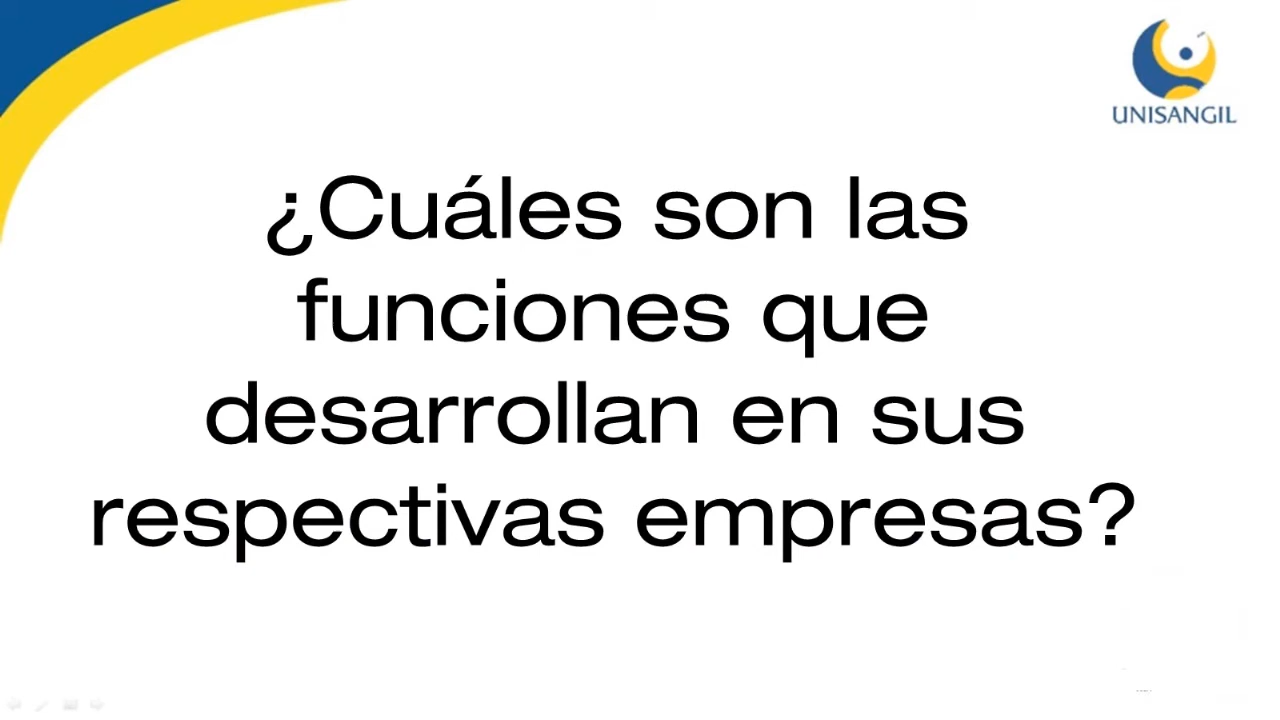 UNISANGIL
¿Cuáles son las
funciones que
desarrollan en sus
respectivas empresas?